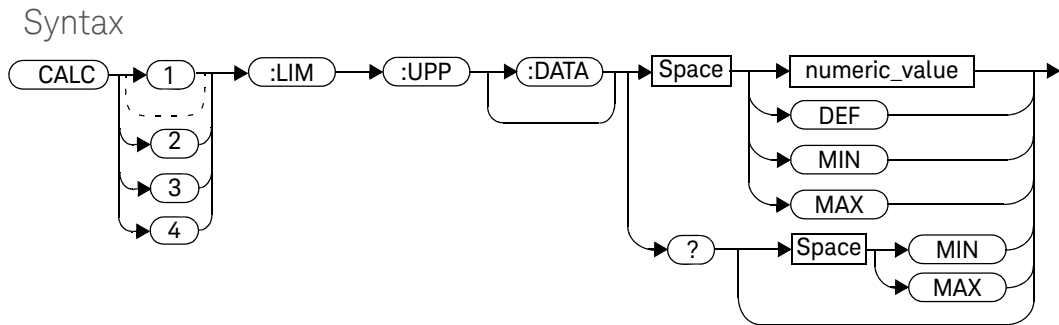 Syntax
CALC 1 :LIM :UPP :DATA Space numeric_value
DEF
2
MIN
3
MAX
4
? Space MIN
MAX